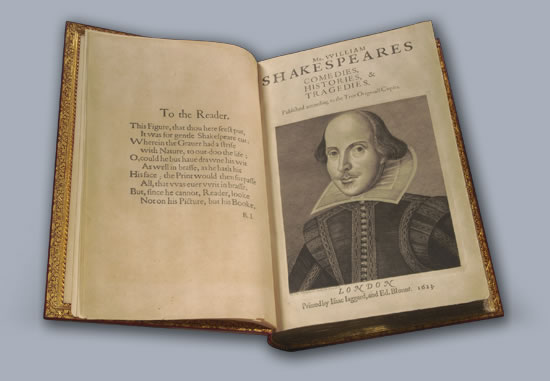 To the Reader.
This Figure, that thou here seest put,
It was for gentle Shakespeare cut;
Wherein the Graver had a strife
with Nature, to out-doo the life:
O, could he but haue drawne his wit
As well in brasse, as he hath hit
His face, the Print would then surpasse
All, that vvas euer vvrit in brasse.
But, since he cannot, Reader, looke
Not on his Picture, but his Booke.
B. I.
Mr. WILLIAM
SHAKESPEARES
COMEDIES,
HISTORIES, &
TRAGEDIES.
Published according to the True Originall Copies.
LONDON
Printed by Isaac Iaggard, and Ed. Blount. 1623